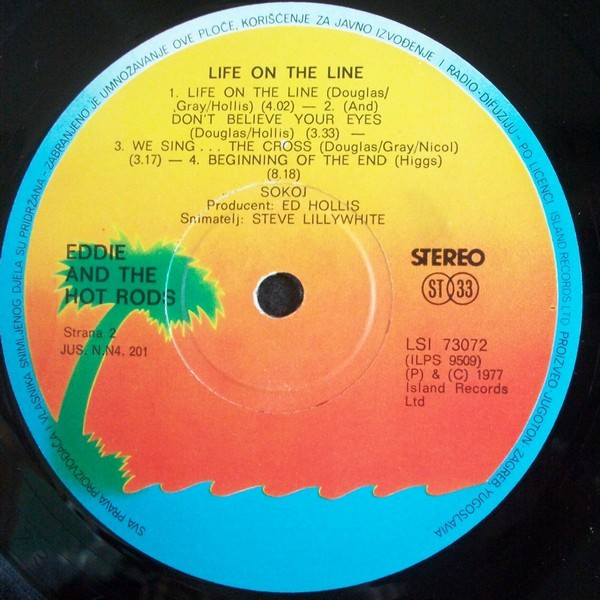 SVA PRAVA PROIZVOĐAČA I VLASNIKA SNIMLJENOG DJELA SU PRIDRŽANA - ZABRANJENO JE UMNOŽAVANJE OVE PLOČE, KORIŠĆENJE ZA JAVNO IZVOĐENJE I RADIO-DIFUZIJU - PO LICENCI ISLAND RECORDS LTD. PROIZVEO JUGOTON ZAGREB YUGOSLAVIA
LIFE ON THE LINE
1. LIFE ON THE LINE (Douglas/
Gray/Hollis) (4.02) — 2. (And)
DON'T BELIEVE YOUR EYES
(Douglas/Hollis) (3.33) —
3. WE SING . . . THE CROSS (Douglas/Gray/Nicol)
(3.17) — 4. BEGINNING OF THE END (Higgs)
(8.18)
SOKOJ
Producent: ED HOLLIS
Snimatelj: STEVE LILLYWHITE
EDDIE
AND THE
HOT RODS
Strana 2
JUS. N.N4. 201
STEREO
ST 33
LSI 73072
(ILPS 9509)
(P) & (C) 1977
Island Records
Ltd